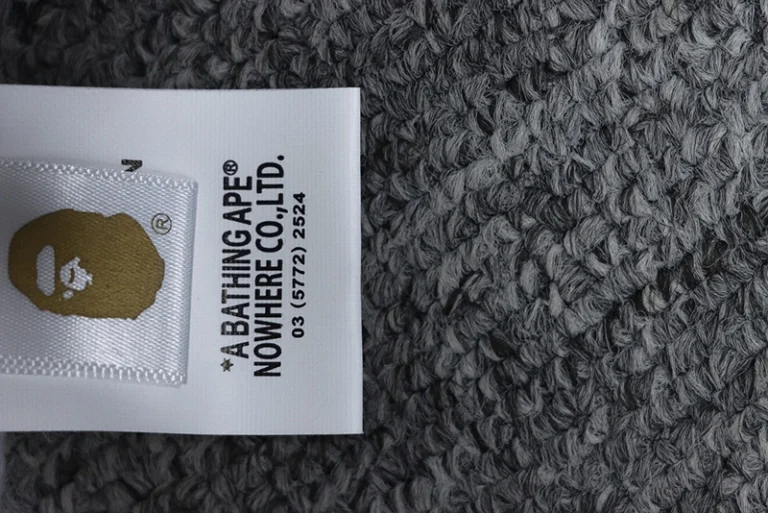 N
®
*A BATHING APE®
NOWHERE CO.,LTD.
03 (5772) 2524